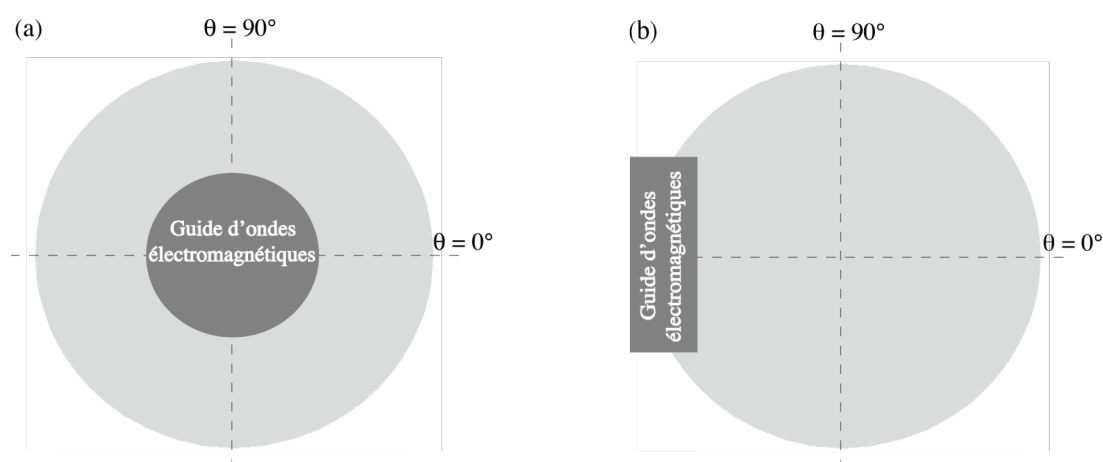 (a)
θ = 90°
Guide d’ondes
électromagnétiques
θ = 0°
(b)
θ = 90°
Guide d’ondes
électromagnétiques
θ = 0°